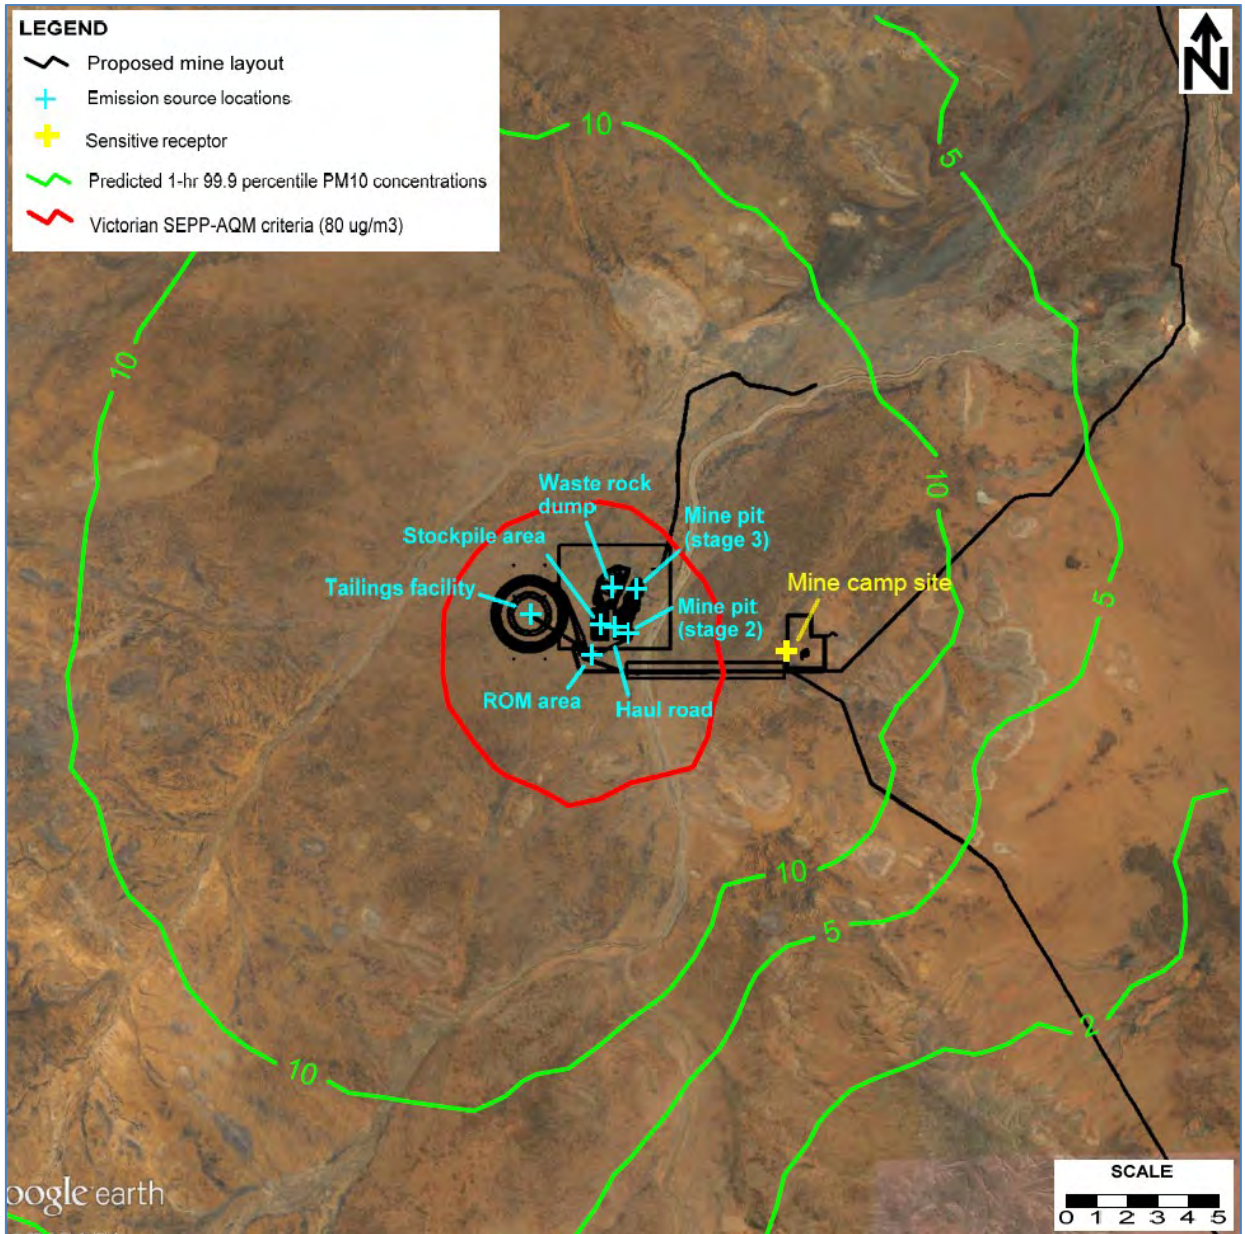 LEGEND
Proposed mine layout
Emission source locations
Sensitive receptor
Predicted 1-hr 99.9 percentile PM10 concentrations
Victorian SEPP-AQM criteria (80 ug/m3)
N
10
5
10
10
Waste rock
dump
Mine pit
(stage 3)
Stockpile area
Tailings facility
Mine camp site
Mine pit
(stage 2)
5
ROM area
Haul road
10
5
2
10
oogle earth
SCALE
0 1 2 3 4 5